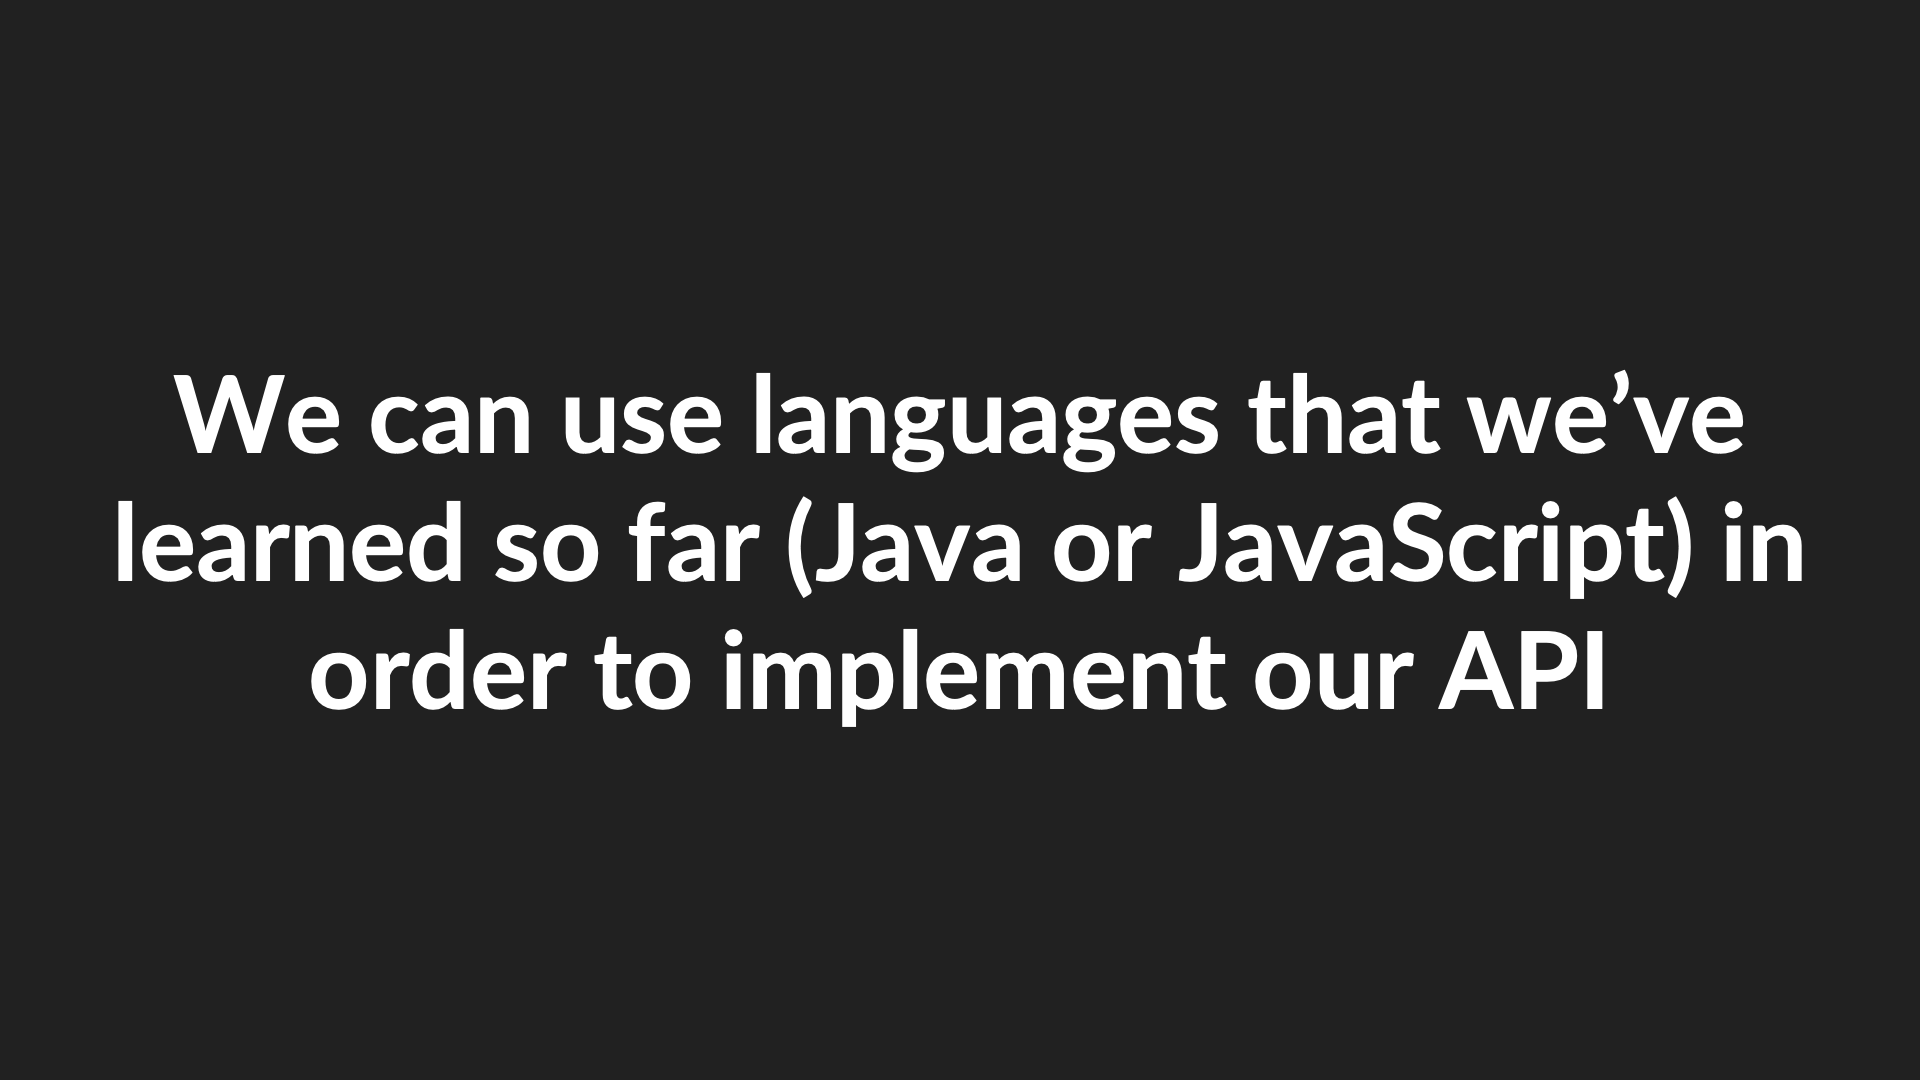 We can use languages that we’ve
learned so far (Java or JavaScript) in
order to implement our API